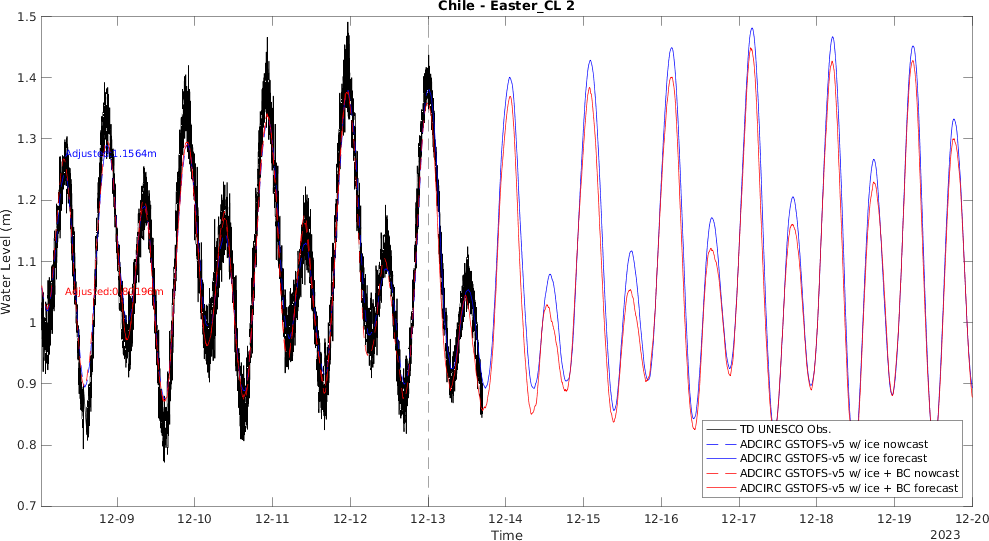 Chile - Easter_CL 2
Water Level (m)
1.5
1.4
1.3
1.2
1.1
1
0.9
0.8
0.7
Adjusted:1.1564m
TD UNESCO Obs.
ADCIRC GSTOFS-v5 w/ ice nowcast
ADCIRC GSTOFS-v5 w/ ice forecast
ADCIRC GSTOFS-v5 w/ ice + BC nowcast
ADCIRC GSTOFS-v5 w/ ice + BC forecast
12-09 12-10 12-11 12-12 12-13 12-14 12-15 12-16 12-17 12-18 12-19 12-20
Time
2023